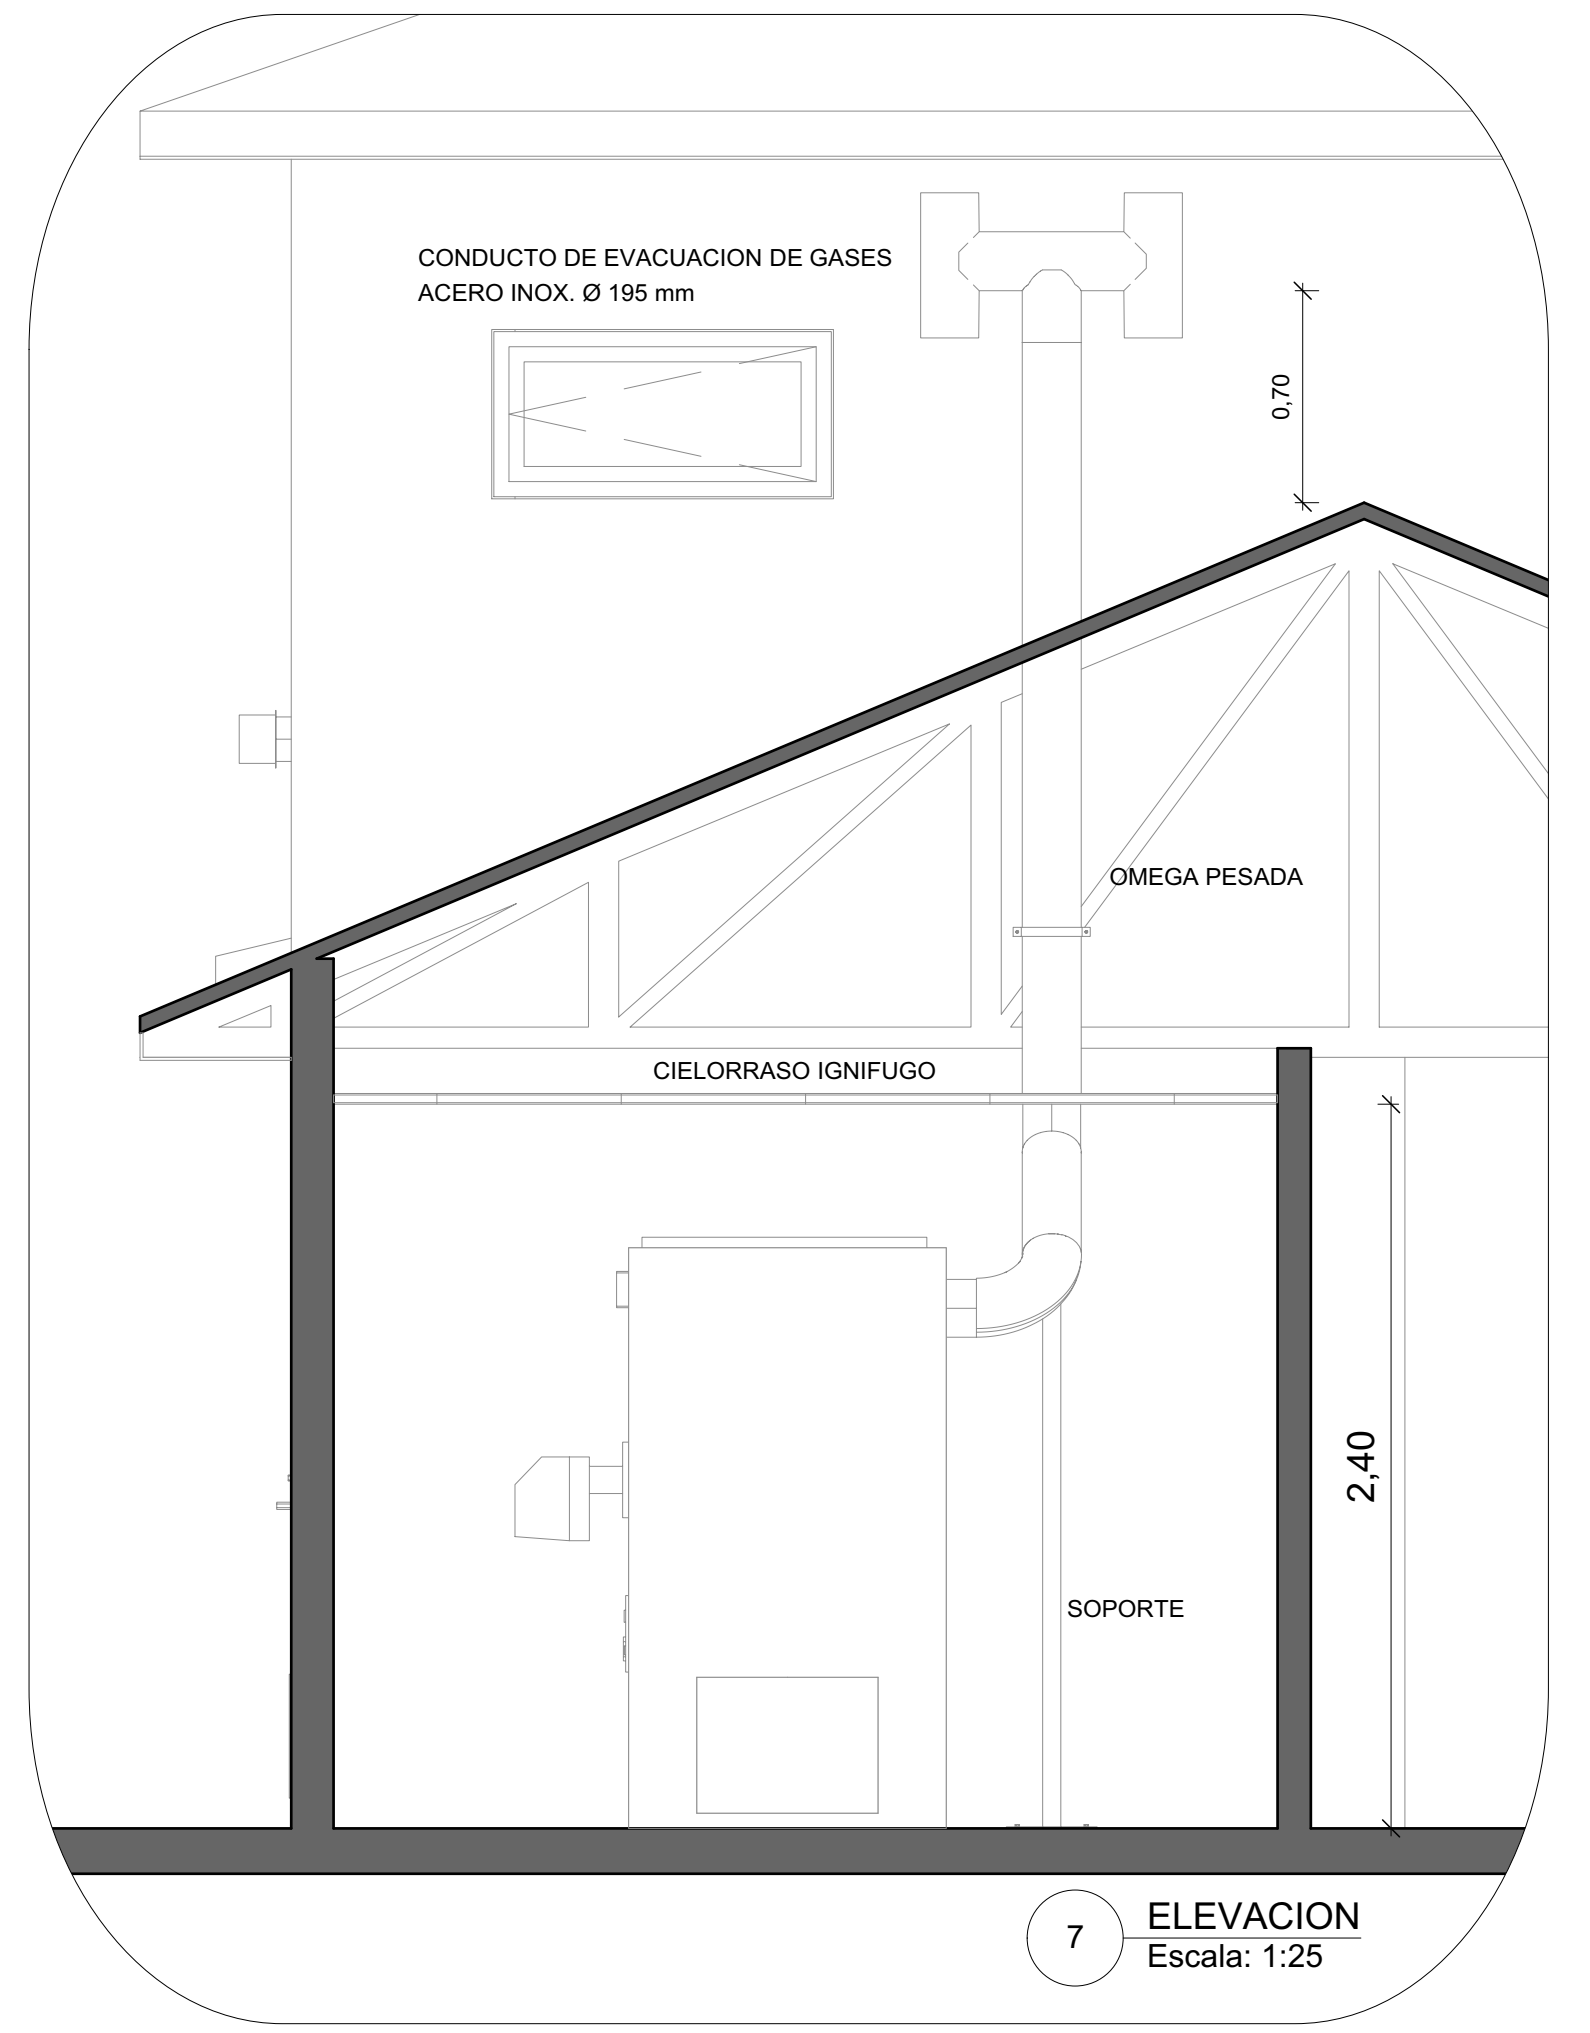 CONDUCTO DE EVACUACION DE GASES
ACERO INOX. Ø 195 mm
0,70
OMEGA PESADA
CIELORRASO IGNIFUGO
2,40
SOPORTE
7
ELEVACION
Escala: 1:25